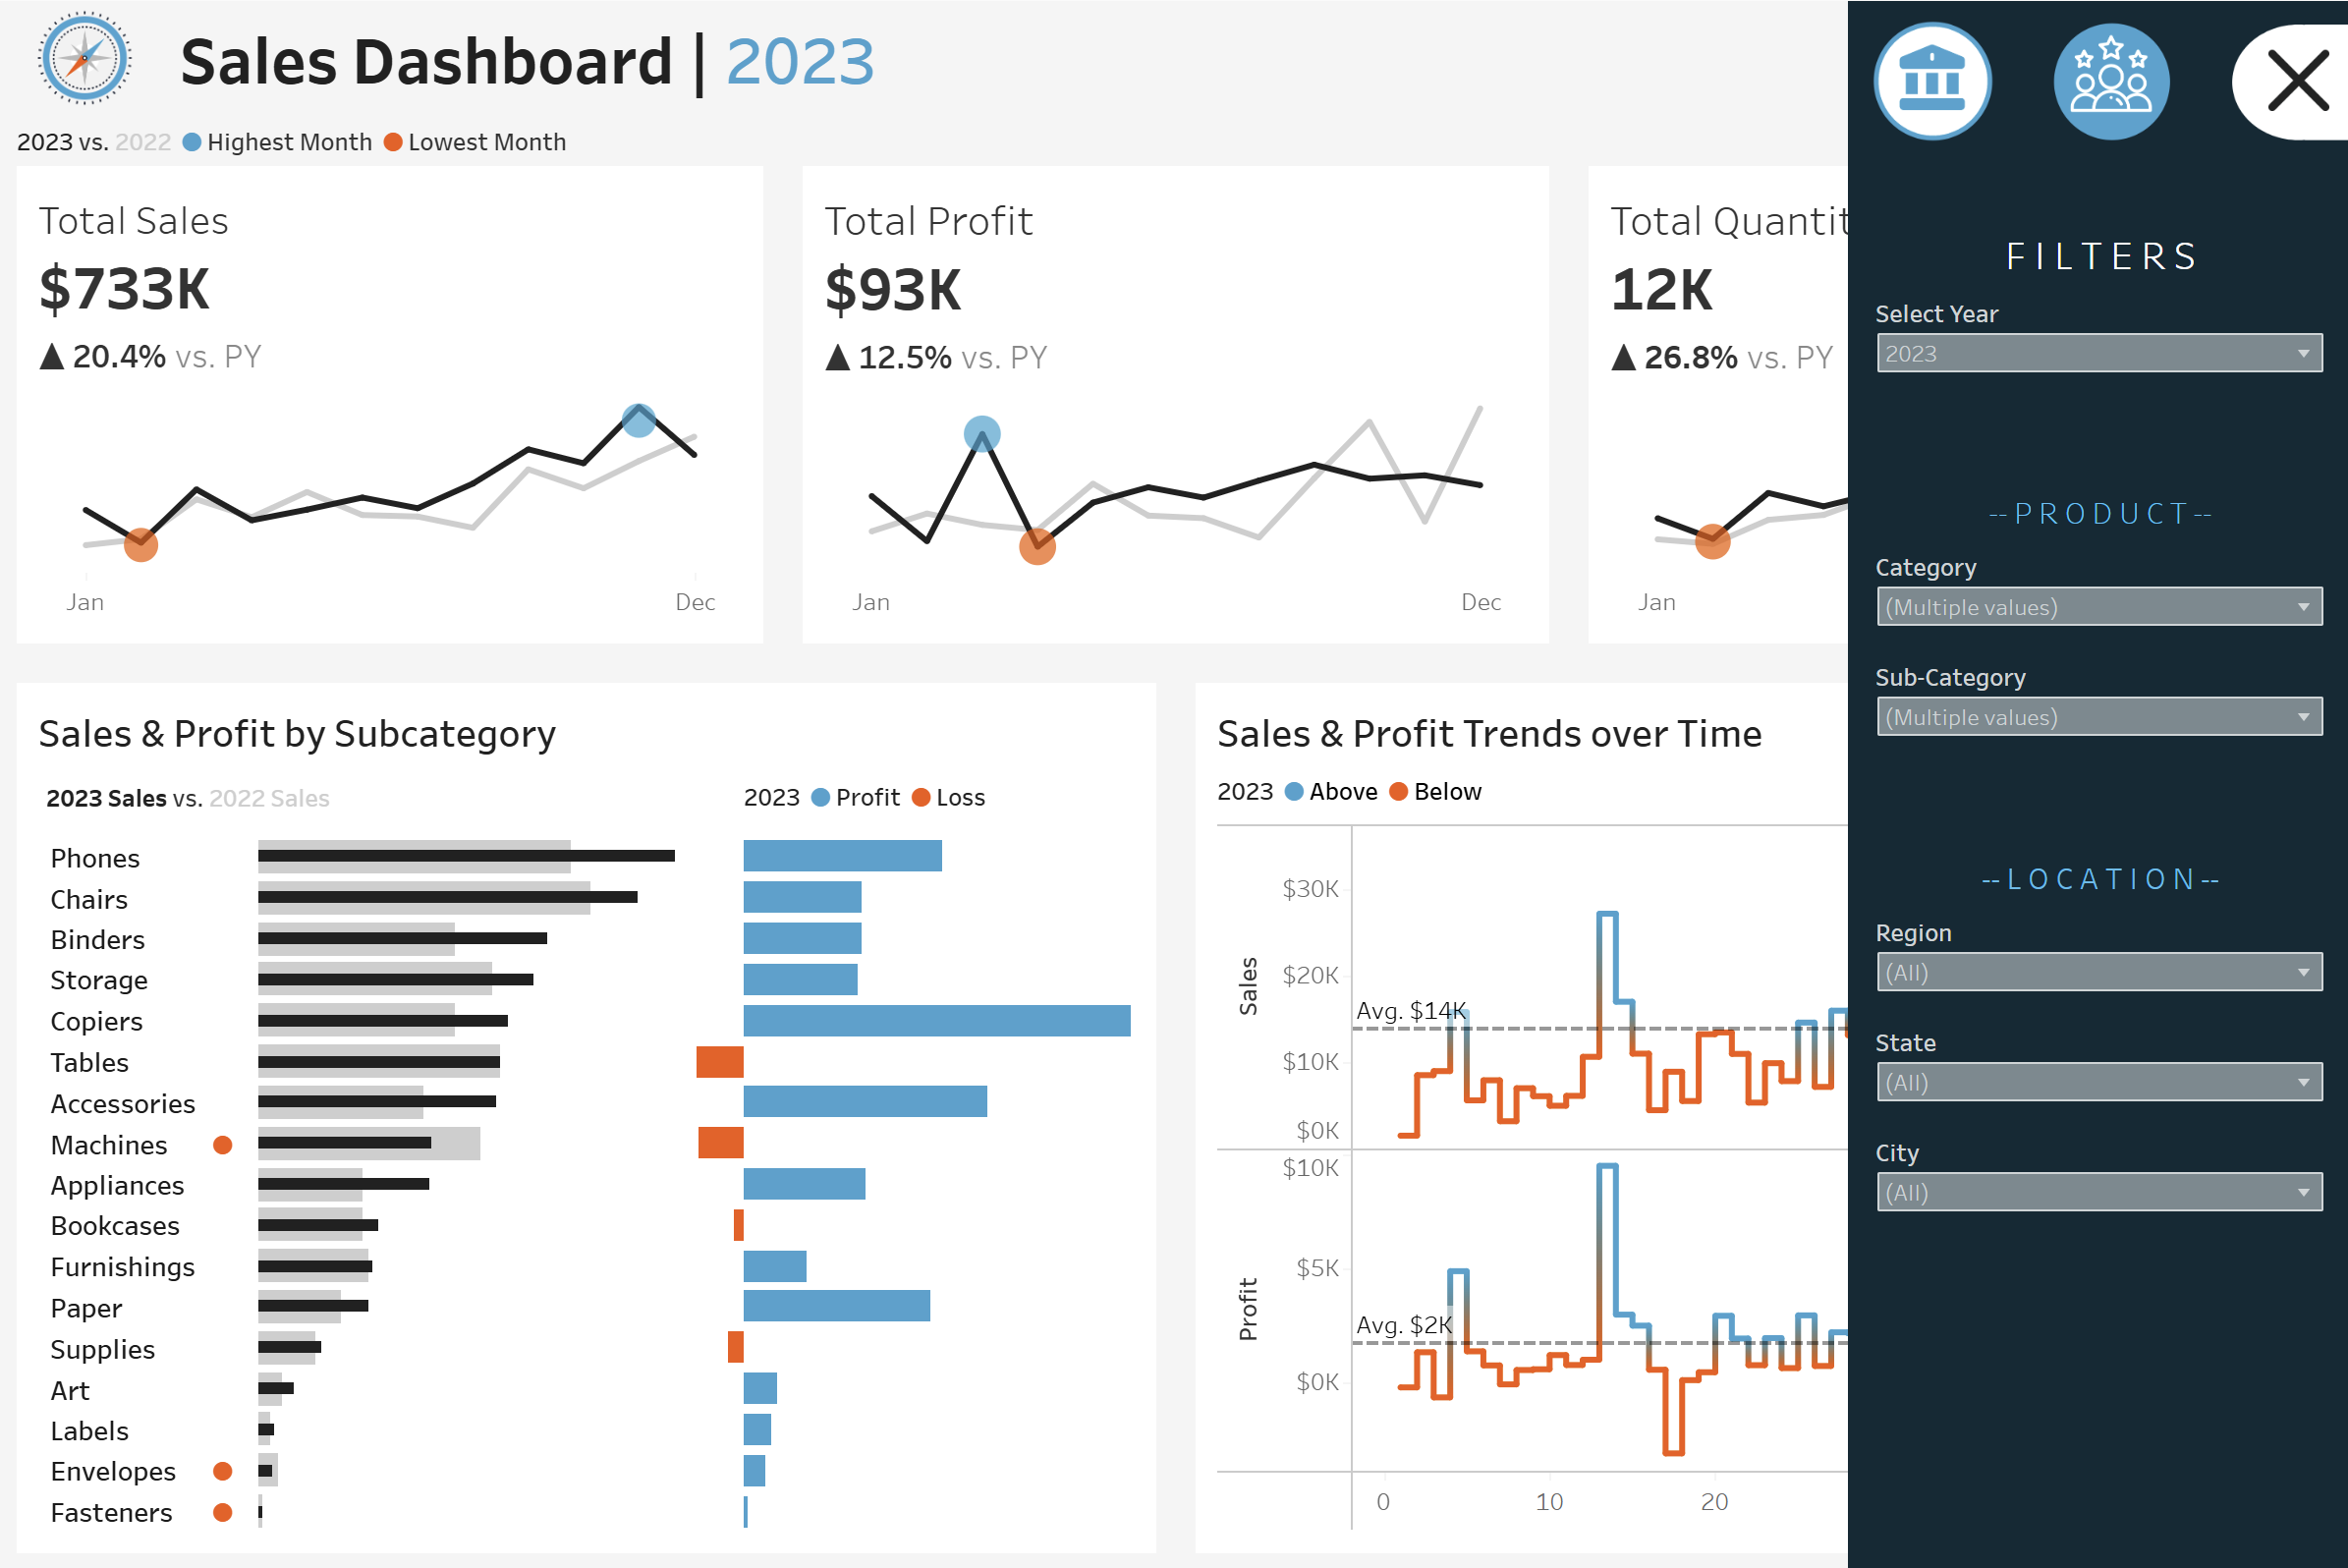 Sales Dashboard | 2023
2023 vs. 2022 Highest Month Lowest Month
Total Sales
$733K
▲ 20.4% vs. PY
Jan
Dec
Total Profit
$93K
▲ 12.5% vs. PY
Jan
Dec
Total Quantit
12K
▲ 26.8% vs. PY
Jan
Sales & Profit by Subcategory
2023 Sales vs. 2022 Sales
2023 Profit Loss
Phones
Chairs
Binders
Storage
Copiers
Tables
Accessories
Machines
Appliances
Bookcases
Furnishings
Paper
Supplies
Art
Labels
Envelopes
Fasteners
Sales & Profit Trends over Time
2023 Above Below
Sales
$30K
$20K
Avg. $14K
$10K
$0K
Profit
$10K
$5K
Avg. $2K
$0K
0
10
20
FILTERS
Select Year
2023
--PRODUCT--
Category
(Multiple values)
Sub-Category
(Multiple values)
--LOCATION--
Region
(All)
State
(All)
City
(All)